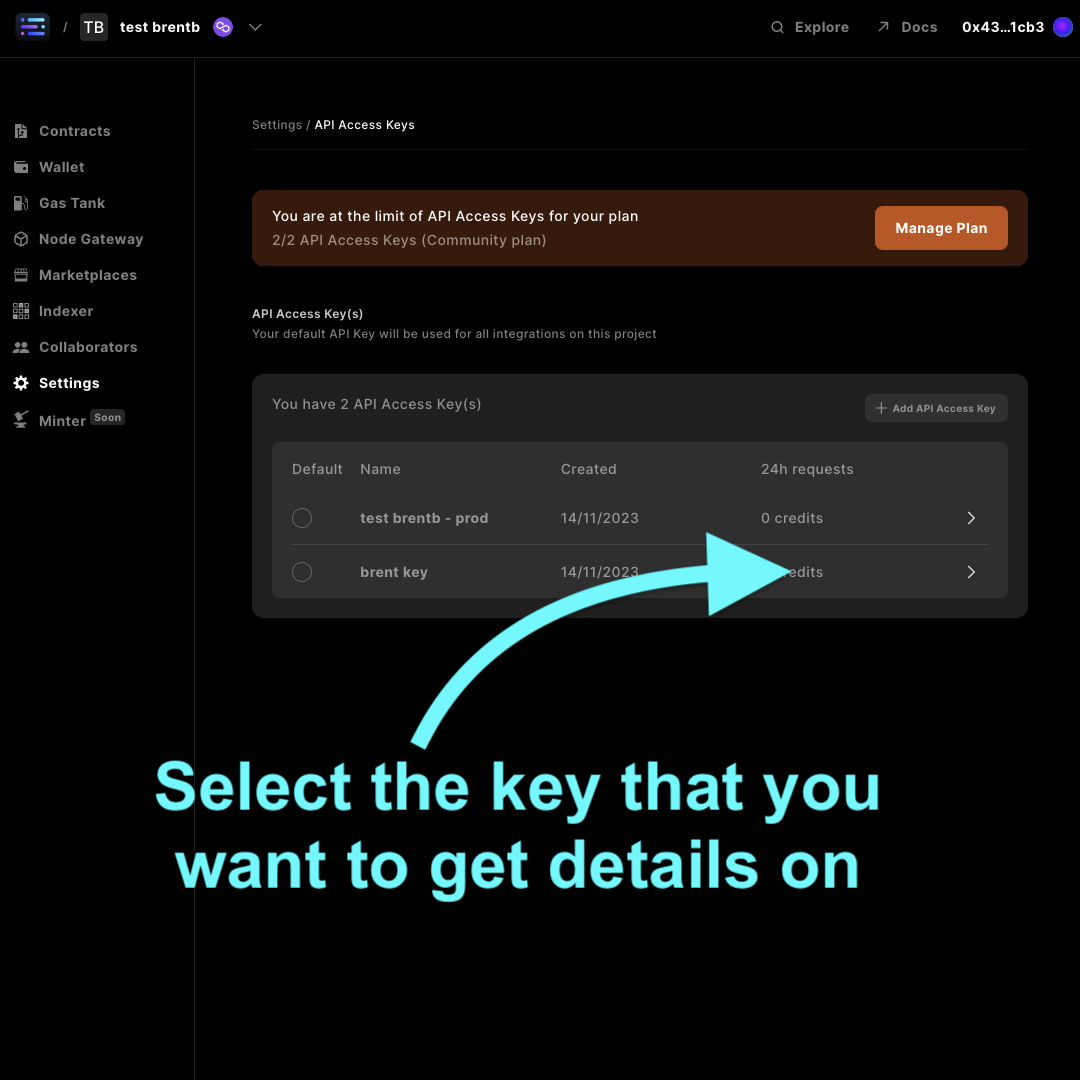 / TB test brentb
Explore Docs 0x43...1cb3
Contracts
Wallet
Gas Tank
Node Gateway
Marketplaces
Indexer
Collaborators
Settings
Minter Soon
Settings / API Access Keys
You are at the limit of API Access Keys for your plan
2/2 API Access Keys (Community plan)
Manage Plan
API Access Key(s)
Your default API Key will be used for all integrations on this project
You have 2 API Access Key(s)
+ Add API Access Key
Default Name Created 24h requests
test brentb - prod 14/11/2023 0 credits
brent key 14/11/2023
Select the key that you
want to get details on